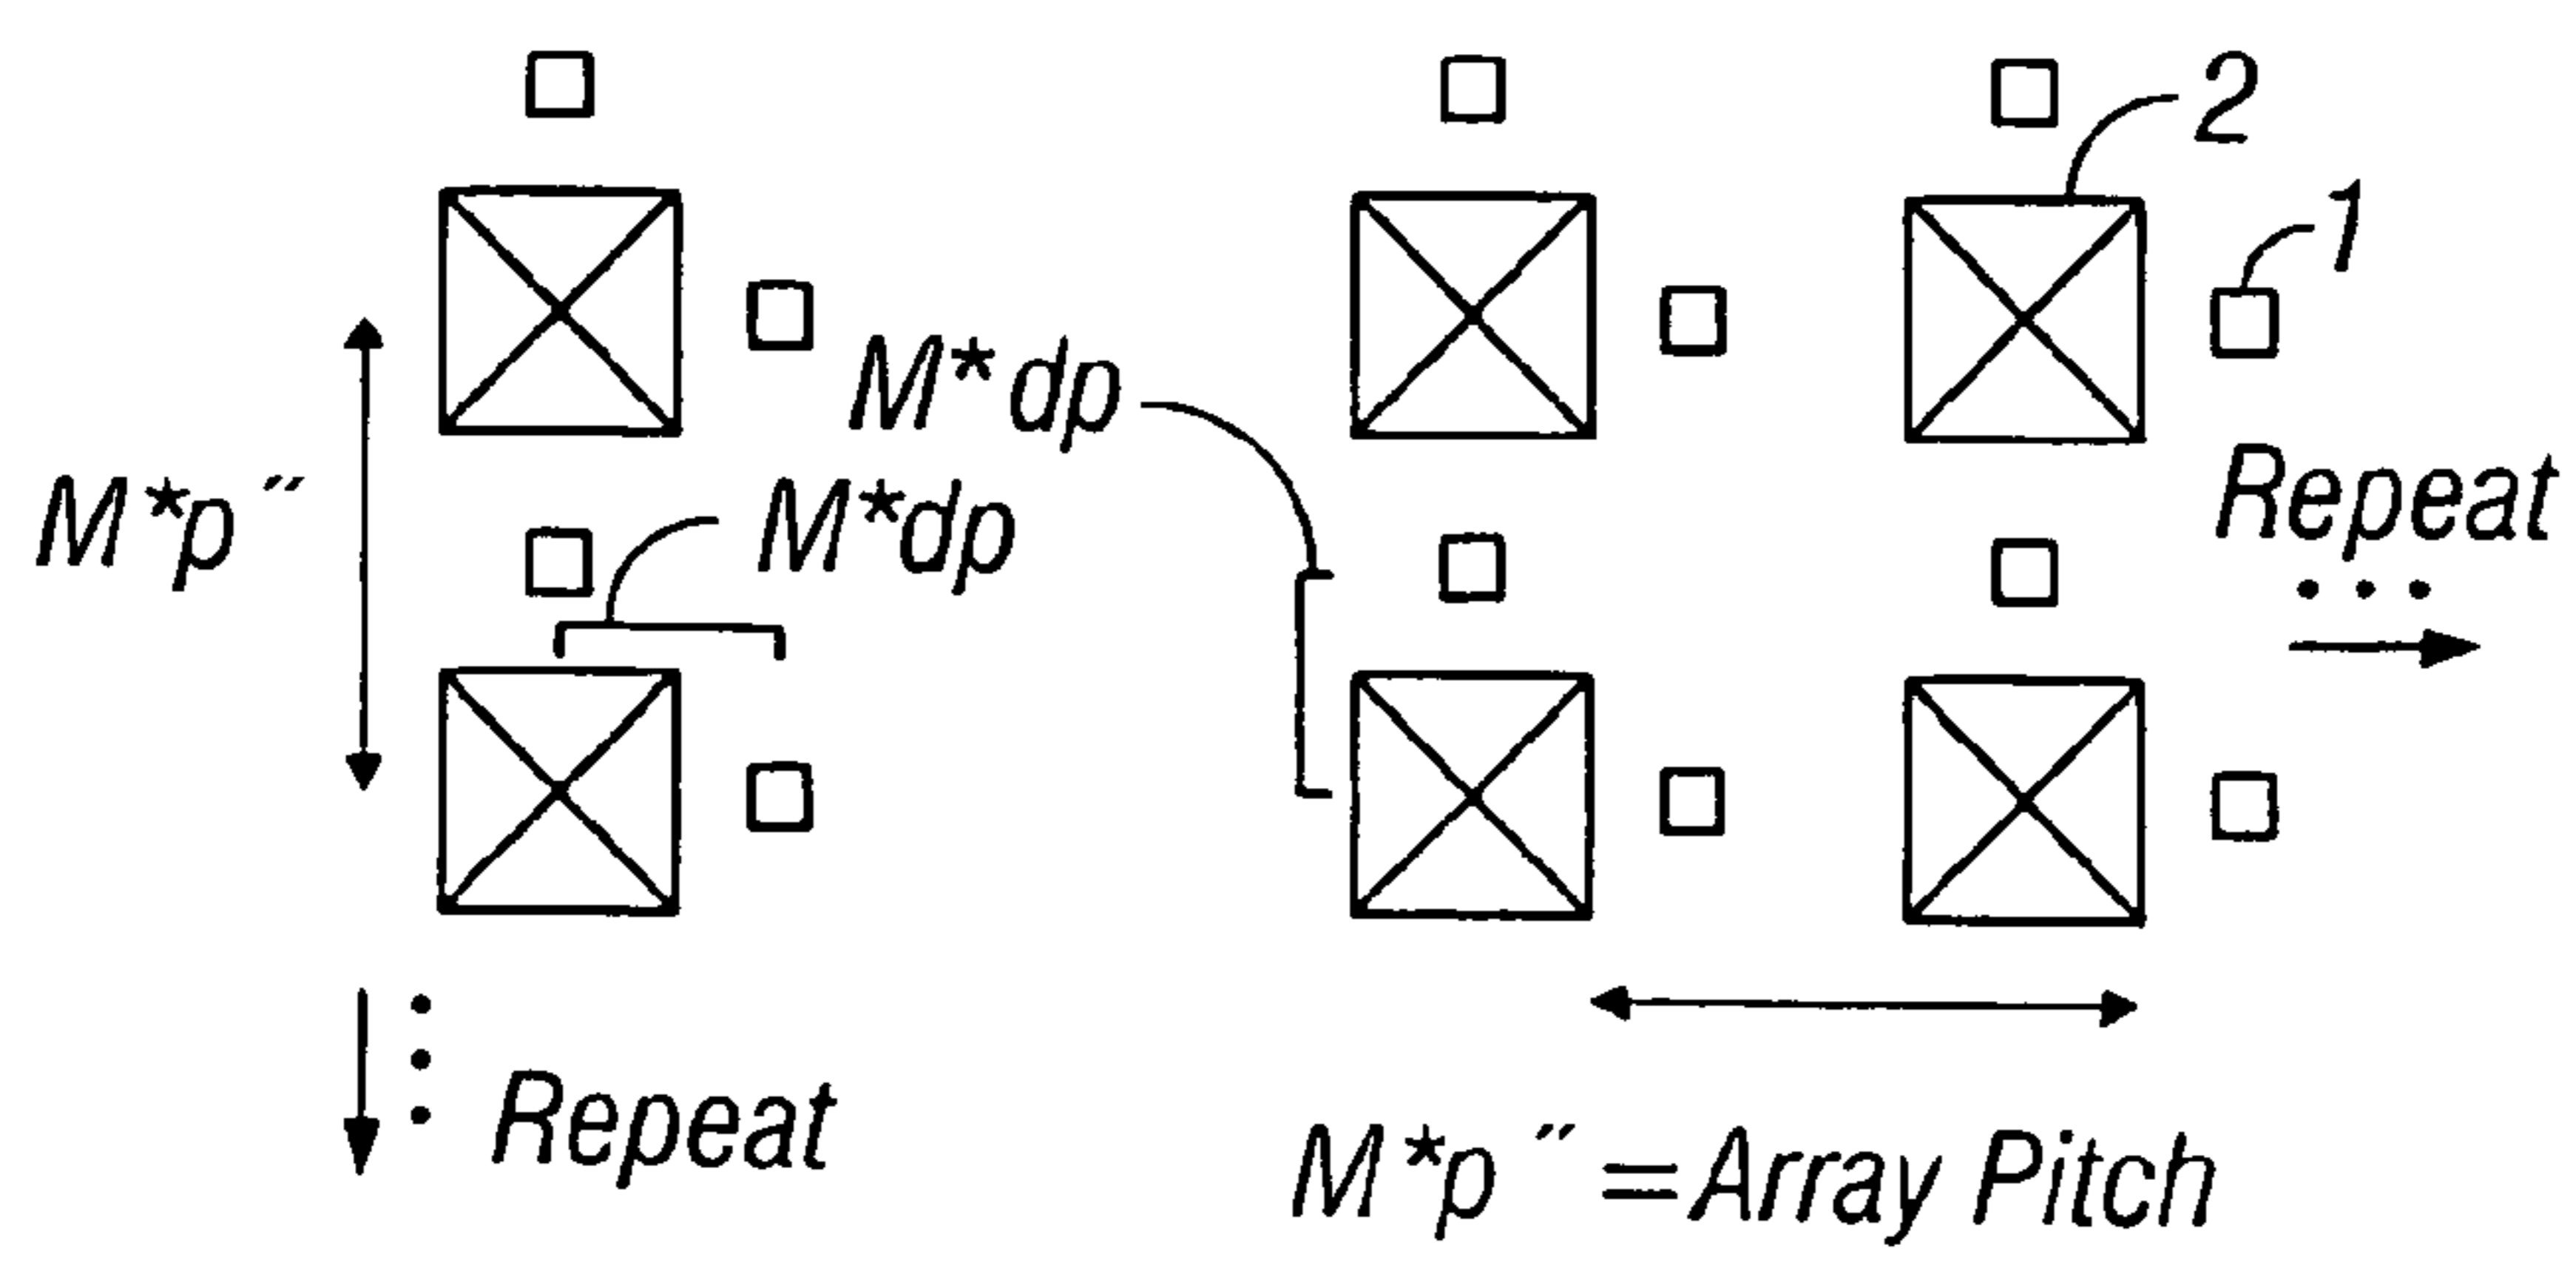 2
1
M*dp
M*p″
M*dp
Repeat
• • •
Repeat
M*p″=Array Pitch